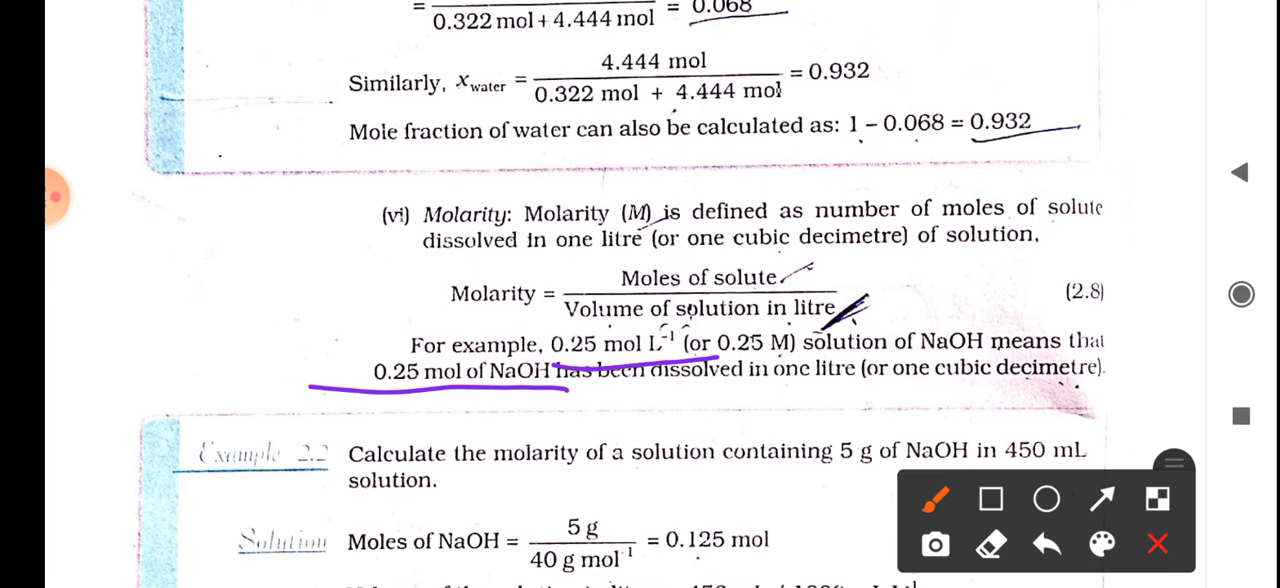 = 0.322 mol + 4.444 mol = 0.068
4.444 mol
Similarly, x water = = 0.932
0.322 mol + 4.444 mol
Mole fraction of water can also be calculated as: 1 – 0.068 = 0.932
(vi) Molarity: Molarity (M) is defined as number of moles of solute
dissolved in one litre (or one cubic decimetre) of solution,
Moles of solute
Molarity = (2.8)
Volume of solution in litre
For example, 0.25 mol L⁻¹ (or 0.25 M) solution of NaOH means that
0.25 mol of NaOH has been dissolved in one litre (or one cubic decimetre).
Example 2.2 Calculate the molarity of a solution containing 5 g of NaOH in 450 mL
solution.
5 g
Solution Moles of NaOH = = 0.125 mol
40 g mol⁻¹